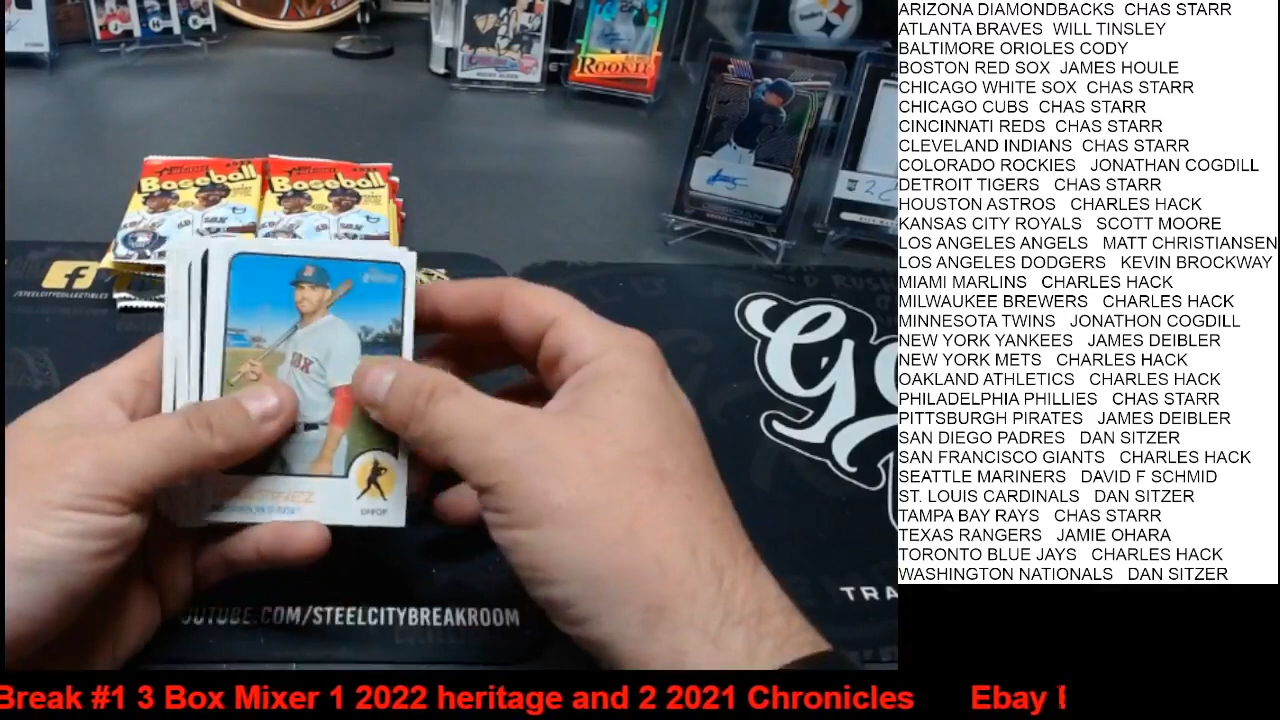 ARIZONA DIAMONDBACKS CHAS STARR
ATLANTA BRAVES WILL TINSLEY
BALTIMORE ORIOLES CODY
BOSTON RED SOX JAMES HOULE
CHICAGO WHITE SOX CHAS STARR
CHICAGO CUBS CHAS STARR
CINCINNATI REDS CHAS STARR
CLEVELAND INDIANS CHAS STARR
COLORADO ROCKIES JONATHAN COGDILL
DETROIT TIGERS CHAS STARR
HOUSTON ASTROS CHARLES HACK
KANSAS CITY ROYALS SCOTT MOORE
LOS ANGELES ANGELS MATT CHRISTIANSEN
LOS ANGELES DODGERS KEVIN BROCKWAY
MIAMI MARLINS CHARLES HACK
MILWAUKEE BREWERS CHARLES HACK
MINNESOTA TWINS JONATHON COGDILL
NEW YORK YANKEES JAMES DEIBLER
NEW YORK METS CHARLES HACK
OAKLAND ATHLETICS CHARLES HACK
PHILADELPHIA PHILLIES CHAS STARR
PITTSBURGH PIRATES JAMES DEIBLER
SAN DIEGO PADRES DAN SITZER
SAN FRANCISCO GIANTS CHARLES HACK
SEATTLE MARINERS DAVID F SCHMID
ST. LOUIS CARDINALS DAN SITZER
TAMPA BAY RAYS CHAS STARR
TEXAS RANGERS JAMIE OHARA
TORONTO BLUE JAYS CHARLES HACK
WASHINGTON NATIONALS DAN SITZER
Steelers
ROOKIE
Baseball Baseball
/STEELCITYCOLLECTIBLES
SOX
TRA
YOUTUBE.COM/STEELCITYBREAKROOM
Break #1 3 Box Mixer 1 2022 heritage and 2 2021 Chronicles Ebay